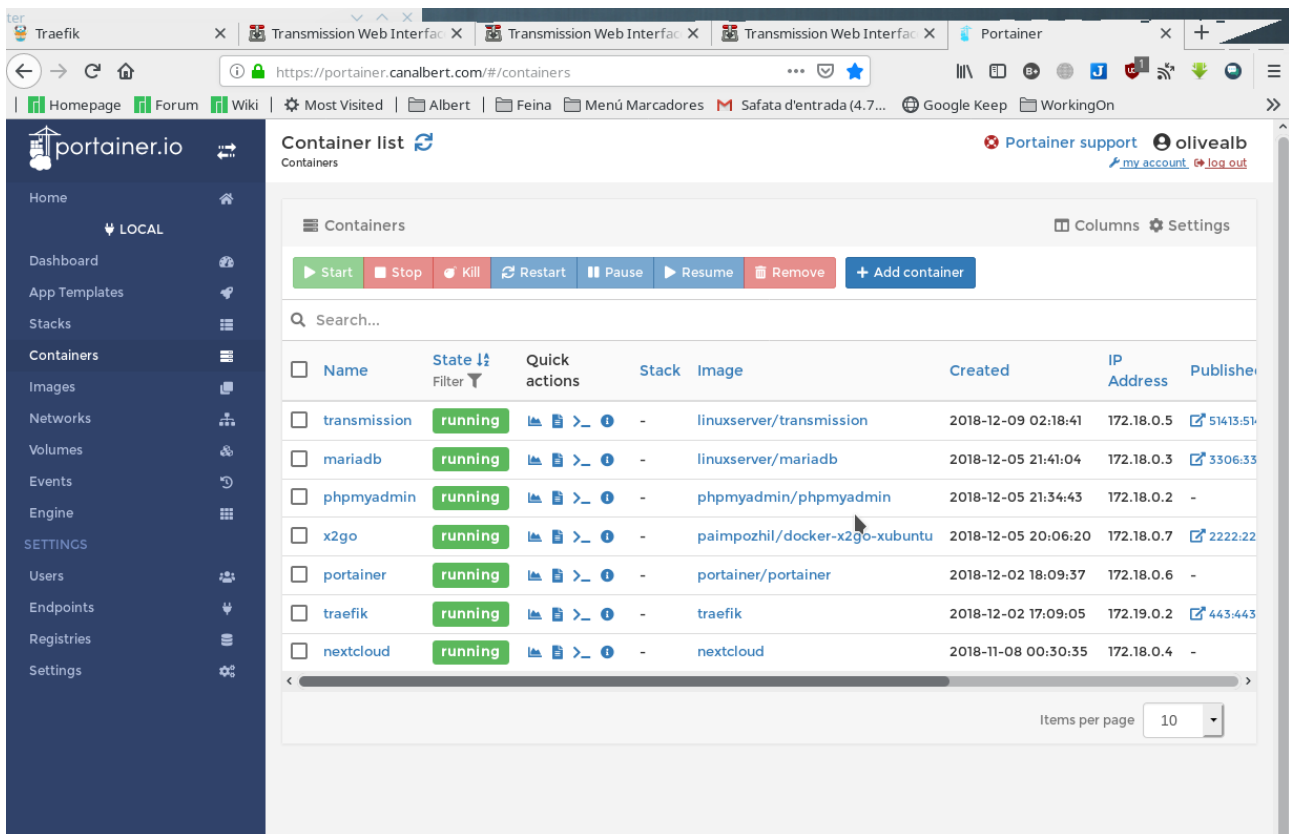 ter
Traefik
Transmission Web Interfac
Transmission Web Interfac
Transmission Web Interfac
Portainer
https://portainer.canalbert.com/#/containers
Homepage Forum Wiki Most Visited Albert Feina Menú Marcadores Safata d'entrada (4.7... Google Keep WorkingOn
portainer.io
Home
LOCAL
Dashboard
App Templates
Stacks
Containers
Images
Networks
Volumes
Events
Engine
SETTINGS
Users
Endpoints
Registries
Settings
Container list
Containers
Portainer support olivealb
my account log out
Containers
Columns Settings
Start Stop Kill Restart Pause Resume Remove + Add container
Search...
Name State Filter Quick actions Stack Image Created IP Address Published
transmission running - linuxserver/transmission 2018-12-09 02:18:41 172.18.0.5 51413:514
mariadb running - linuxserver/mariadb 2018-12-05 21:41:04 172.18.0.3 3306:33
phpmyadmin running - phpmyadmin/phpmyadmin 2018-12-05 21:34:43 172.18.0.2 -
x2go running - paimpozhil/docker-x2go-xubuntu 2018-12-05 20:06:20 172.18.0.7 2222:22
portainer running - portainer/portainer 2018-12-02 18:09:37 172.18.0.6 -
traefik running - traefik 2018-12-02 17:09:05 172.19.0.2 443:443
nextcloud running - nextcloud 2018-11-08 00:30:35 172.18.0.4 -
Items per page 10